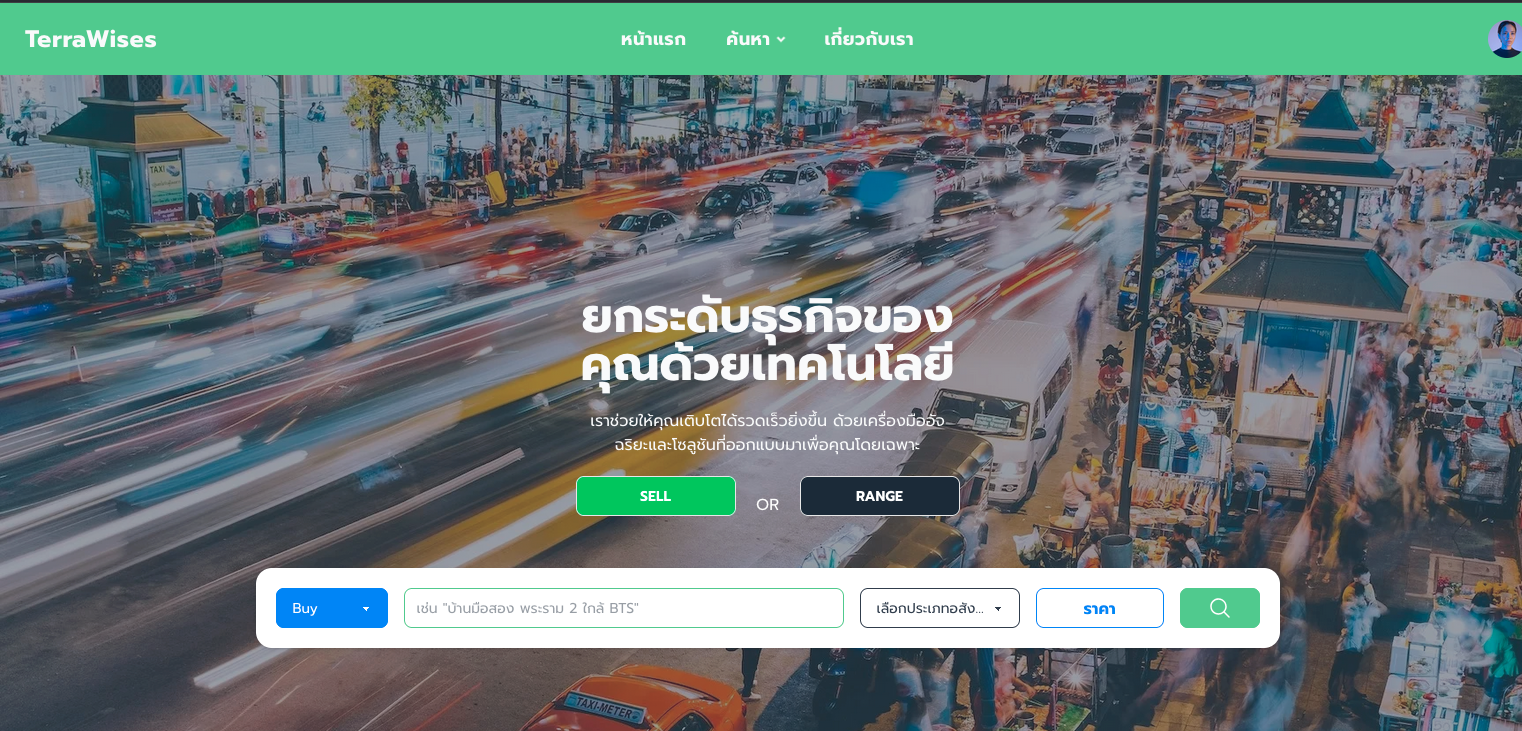 TerraWises
หน้าแรก
ค้นหา
เกี่ยวกับเรา
TAXI
ยกระดับธุรกิจของ
คุณด้วยเทคโนโลยี
เราช่วยให้คุณเติบโตได้รวดเร็วยิ่งขึ้น ด้วยเครื่องมืออัจ
ฉริยะและโซลูชันที่ออกแบบมาเพื่อคุณโดยเฉพาะ
SELL
OR
RANGE
Buy
เช่น "บ้านมือสอง พระราม 2 ใกล้ BTS"
เลือกประเภทอสัง...
ราคา
TAXI-METER